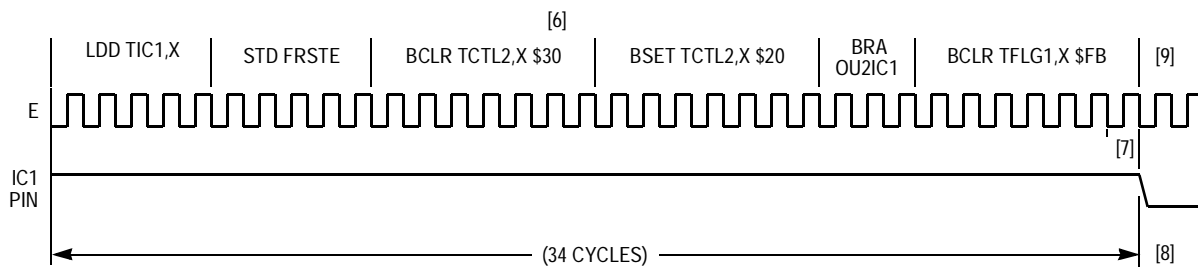 [6]
LDD TIC1,X
STD FRSTE
BCLR TCTL2,X $30
BSET TCTL2,X $20
BRA
OU2IC1
BCLR TFLG1,X $FB
[9]
E
[7]
IC1
PIN
(34 CYCLES)
[8]